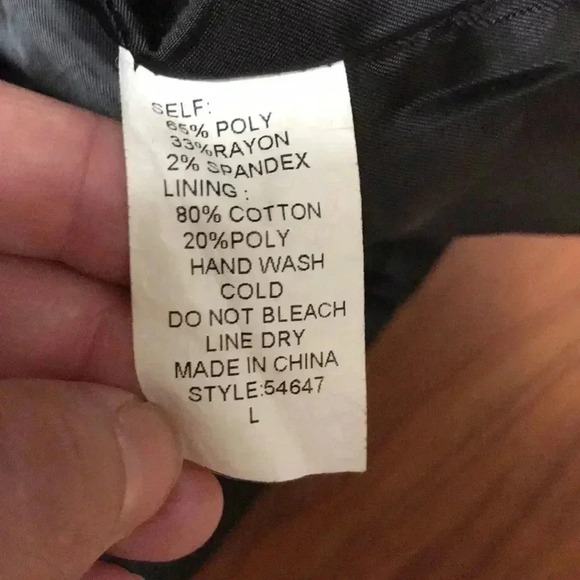 SELF:
65% POLY
33%RAYON
2% SPANDEX
LINING :
80% COTTON
20%POLY
HAND WASH
COLD
DO NOT BLEACH
LINE DRY
MADE IN CHINA
STYLE:54647
L